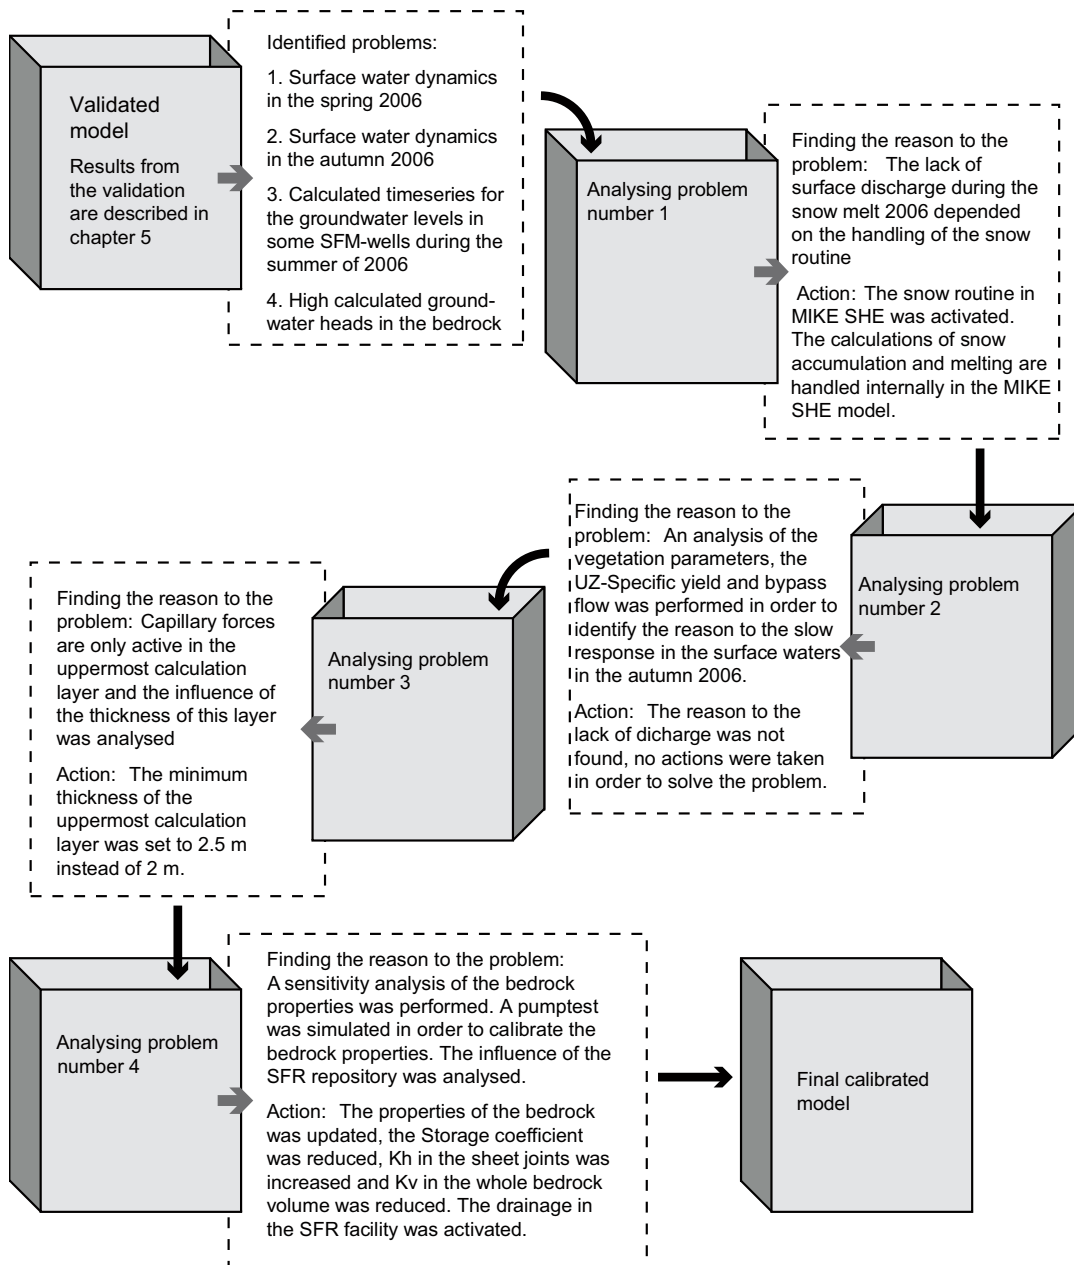 Validated
model
Results from
the validation
are described in
chapter 5
Identified problems:
1. Surface water dynamics
in the spring 2006
2. Surface water dynamics
in the autumn 2006
3. Calculated timeseries for
the groundwater levels in
some SFM-wells during the
summer of 2006
4. High calculated ground-
water heads in the bedrock
Analysing problem
number 1
Finding the reason to the
problem: The lack of
surface discharge during the
snow melt 2006 depended
on the handling of the snow
routine
Action: The snow routine in
MIKE SHE was activated.
The calculations of snow
accumulation and melting are
handled internally in the MIKE
SHE model.
Analysing problem
number 2
Finding the reason to the
problem: An analysis of the
vegetation parameters, the
UZ-Specific yield and bypass
flow was performed in order to
identify the reason to the slow
response in the surface waters
in the autumn 2006.
Action: The reason to the
lack of dicharge was not
found, no actions were taken
in order to solve the problem.
Analysing problem
number 3
Finding the reason to the
problem: Capillary forces
are only active in the
uppermost calculation
layer and the influence of
the thickness of this layer
was analysed
Action: The minimum
thickness of the
uppermost calculation
layer was set to 2.5 m
instead of 2 m.
Analysing problem
number 4
Finding the reason to the problem:
A sensitivity analysis of the bedrock
properties was performed. A pumptest
was simulated in order to calibrate the
bedrock properties. The influence of the
SFR repository was analysed.
Action: The properties of the bedrock
was updated, the Storage coefficient
was reduced, Kh in the sheet joints was
increased and Kv in the whole bedrock
volume was reduced. The drainage in
the SFR facility was activated.
Final calibrated
model